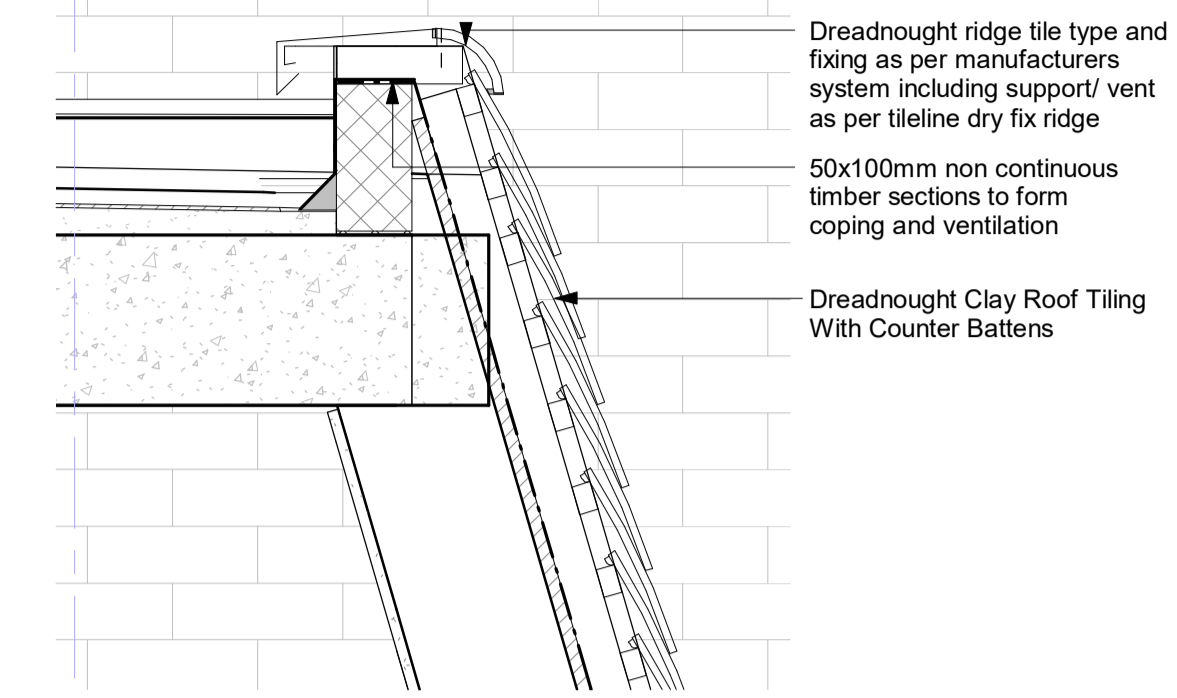 Dreadnought ridge tile type and
fixing as per manufacturers
system including support/ vent
as per tileline dry fix ridge
50x100mm non continuous
timber sections to form
coping and ventilation
Dreadnought Clay Roof Tiling
With Counter Battens